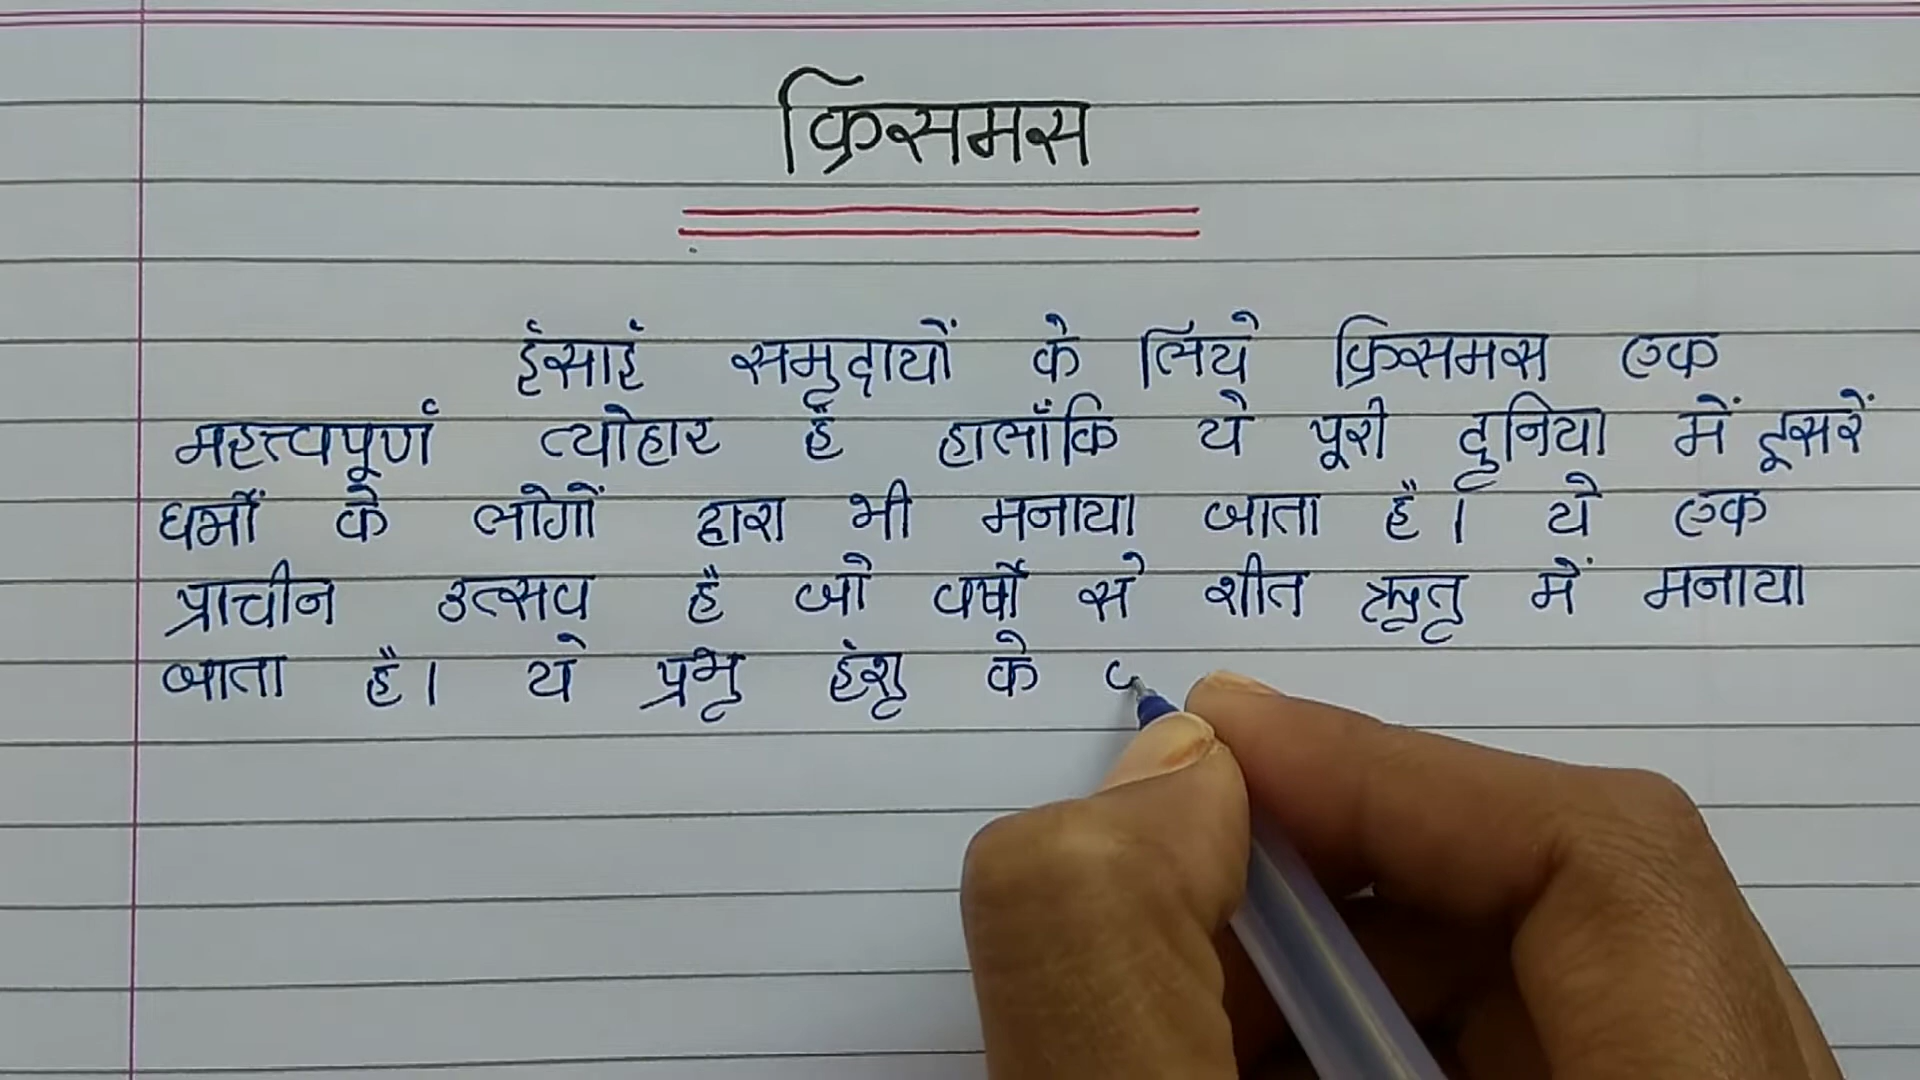 क्रिसमस
ईसाई समुदायों के लिये क्रिसमस एक
महत्त्वपूर्ण त्योहार है हालाँकि ये पूरी दुनिया में दूसरें
धर्मों के लोगों द्वारा भी मनाया जाता है। ये एक
प्राचीन उत्सव है जो वर्षों से शीत ऋतु में मनाया
जाता है। ये प्रभु ईशु के